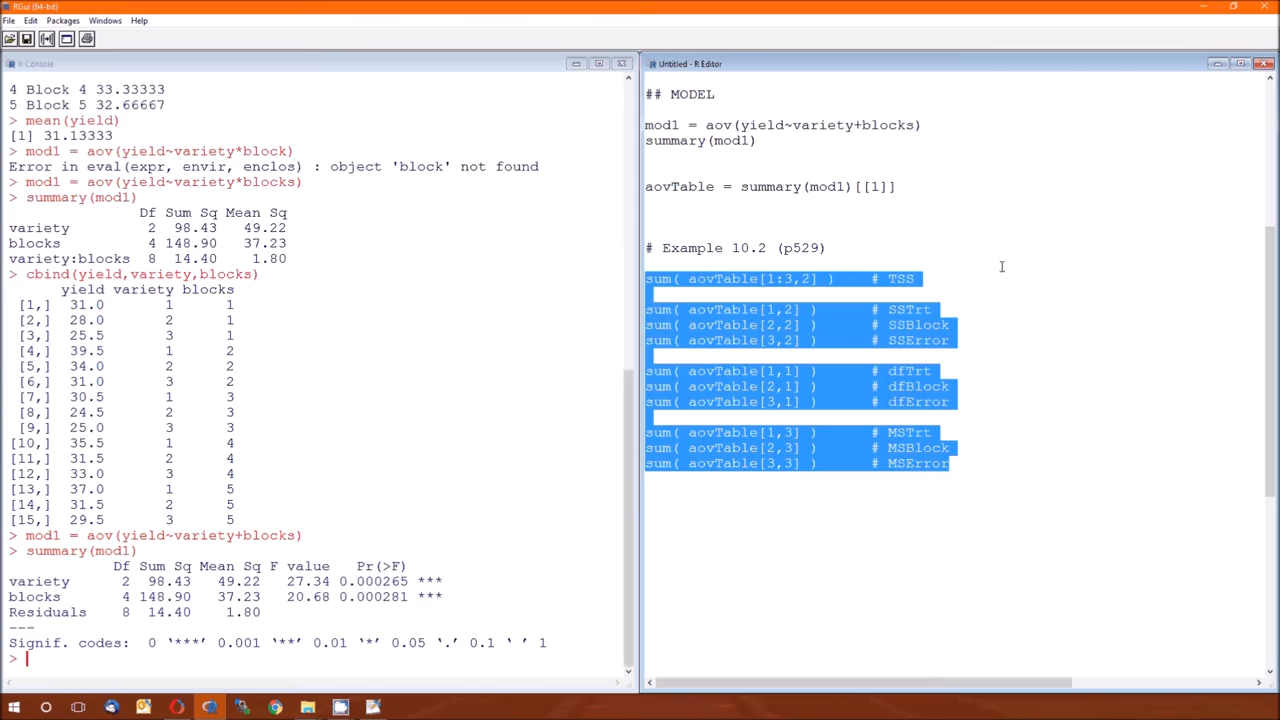 RGui (64-bit)
File Edit Packages Windows Help
R Console
4 Block 4 33.33333
5 Block 5 32.66667
> mean(yield)
[1] 31.13333
> mod1 = aov(yield~variety*block)
Error in eval(expr, envir, enclos) : object 'block' not found
> mod1 = aov(yield~variety*blocks)
> summary(mod1)
Df Sum Sq Mean Sq
variety 2 98.43 49.22
blocks 4 148.90 37.23
variety:blocks 8 14.40 1.80
> cbind(yield,variety,blocks)
yield variety blocks
[1,] 31.0 1 1
[2,] 28.0 2 1
[3,] 25.5 3 1
[4,] 39.5 1 2
[5,] 34.0 2 2
[6,] 31.0 3 2
[7,] 30.5 1 3
[8,] 24.5 2 3
[9,] 25.0 3 3
[10,] 35.5 1 4
[11,] 31.5 2 4
[12,] 33.0 3 4
[13,] 37.0 1 5
[14,] 31.5 2 5
[15,] 29.5 3 5
> mod1 = aov(yield~variety+blocks)
> summary(mod1)
Df Sum Sq Mean Sq F value Pr(>F)
variety 2 98.43 49.22 27.34 0.000265 ***
blocks 4 148.90 37.23 20.68 0.000281 ***
Residuals 8 14.40 1.80
---
Signif. codes: 0 ‘***’ 0.001 ‘**’ 0.01 ‘*’ 0.05 ‘.’ 0.1 ‘ ’ 1
>
Untitled - R Editor
## MODEL
mod1 = aov(yield~variety+blocks)
summary(mod1)
aovTable = summary(mod1)[[1]]
# Example 10.2 (p529)
sum( aovTable[1:3,2] ) # TSS
sum( aovTable[1,2] ) # SSTrt
sum( aovTable[2,2] ) # SSBlock
sum( aovTable[3,2] ) # SSError
sum( aovTable[1,1] ) # dfTrt
sum( aovTable[2,1] ) # dfBlock
sum( aovTable[3,1] ) # dfError
sum( aovTable[1,3] ) # MSTrt
sum( aovTable[2,3] ) # MSBlock
sum( aovTable[3,3] ) # MSError